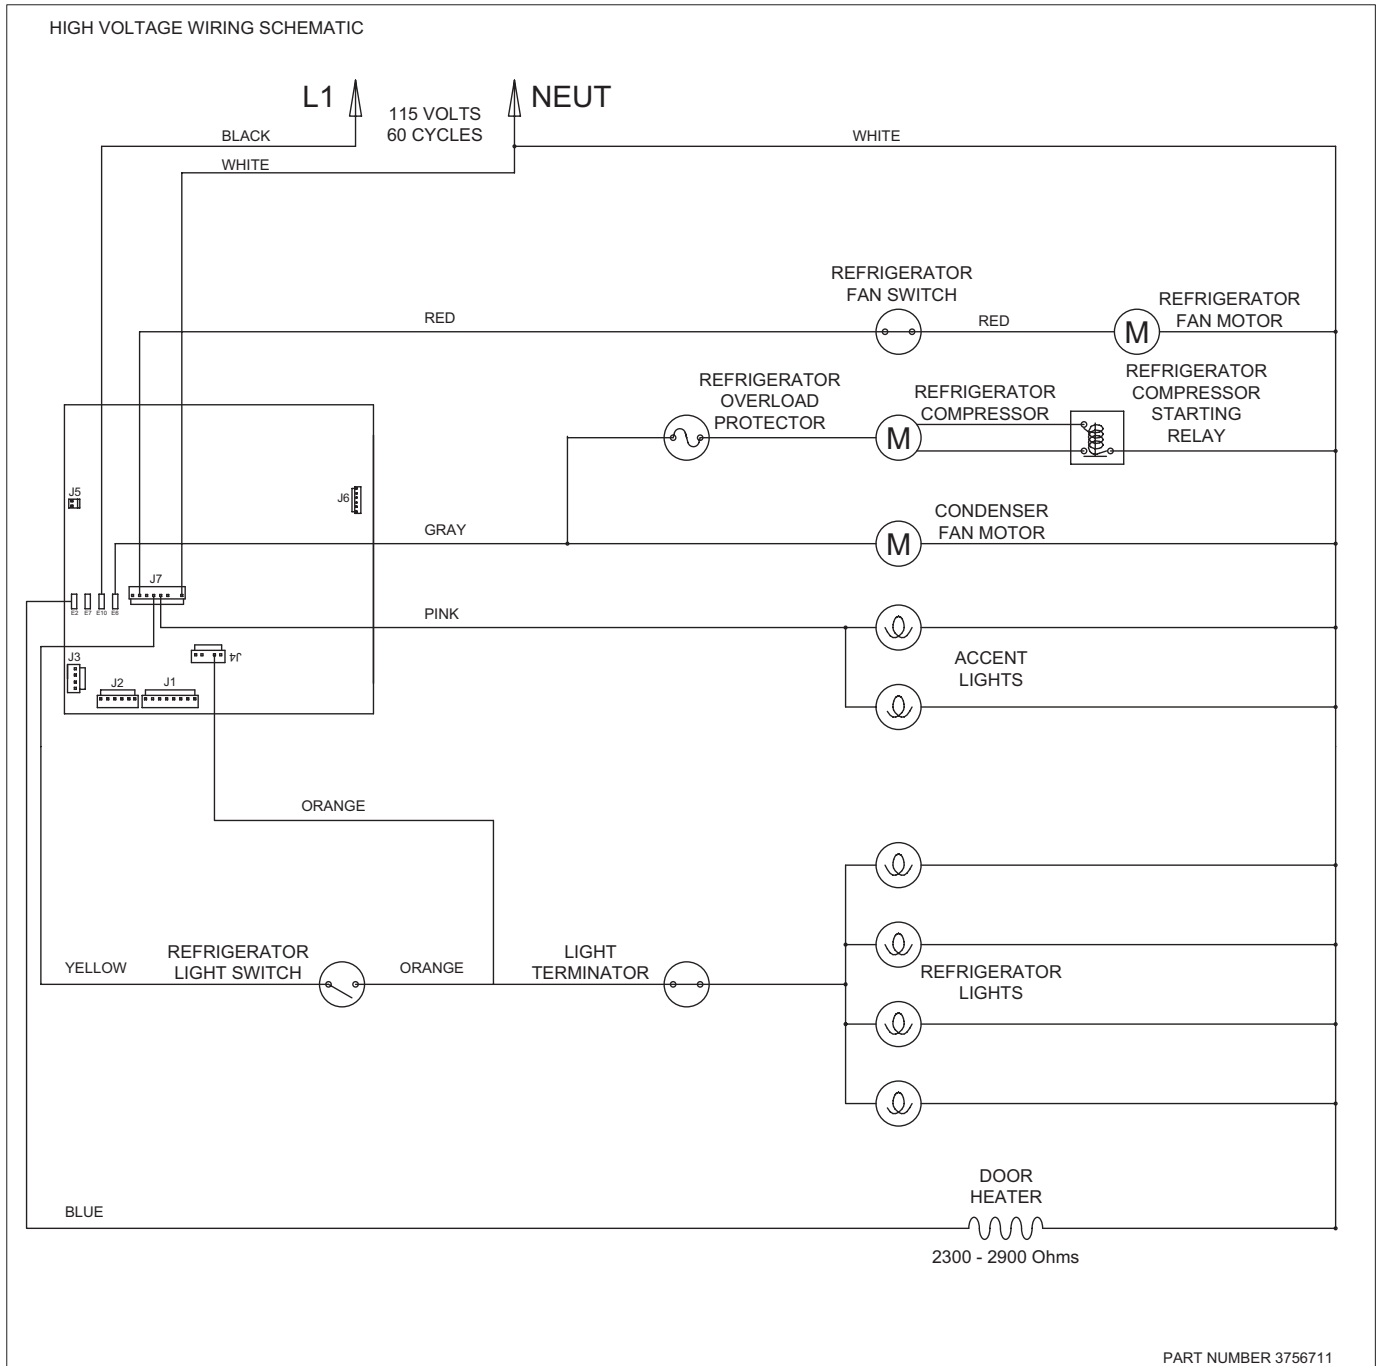 HIGH VOLTAGE WIRING SCHEMATIC
L1
NEUT
115 VOLTS
60 CYCLES
BLACK
WHITE
WHITE
REFRIGERATOR
FAN SWITCH
RED
RED
REFRIGERATOR
FAN MOTOR
M
REFRIGERATOR
OVERLOAD
PROTECTOR
REFRIGERATOR
COMPRESSOR
M
REFRIGERATOR
COMPRESSOR
STARTING
RELAY
J5
J6
GRAY
CONDENSER
FAN MOTOR
M
J7
E2
E7
E10
E6
PINK
ACCENT
LIGHTS
J4
J3
J2
J1
ORANGE
YELLOW
REFRIGERATOR
LIGHT SWITCH
ORANGE
LIGHT
TERMINATOR
REFRIGERATOR
LIGHTS
BLUE
DOOR
HEATER
2300 - 2900 Ohms
PART NUMBER 3756711